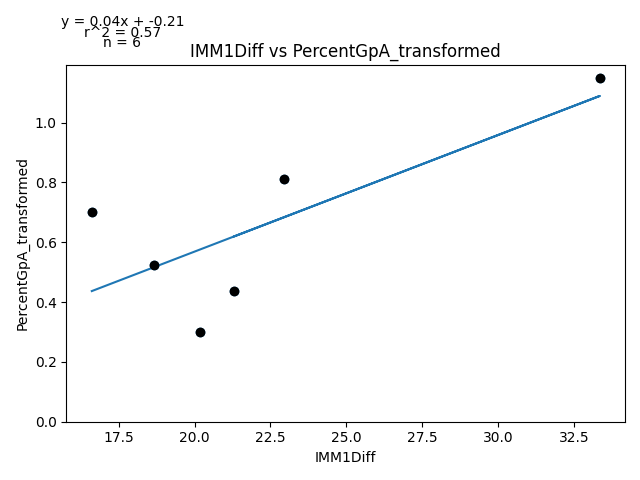 y = 0.04x + -0.21
r^2 = 0.57
n = 6
IMM1Diff vs PercentGpA_transformed
PercentGpA_transformed
1.0
0.8
0.6
0.4
0.2
0.0
17.5 20.0 22.5 25.0 27.5 30.0 32.5
IMM1Diff